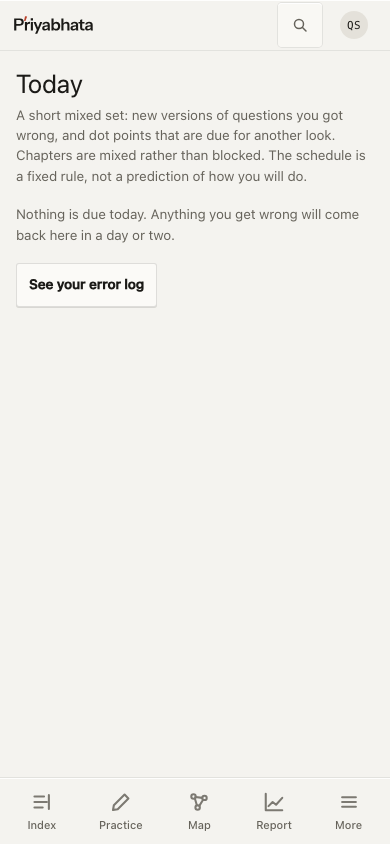 Priyabhata
QS
Today
A short mixed set: new versions of questions you got
wrong, and dot points that are due for another look.
Chapters are mixed rather than blocked. The schedule is
a fixed rule, not a prediction of how you will do.
Nothing is due today. Anything you get wrong will come
back here in a day or two.
See your error log
Index
Practice
Map
Report
More